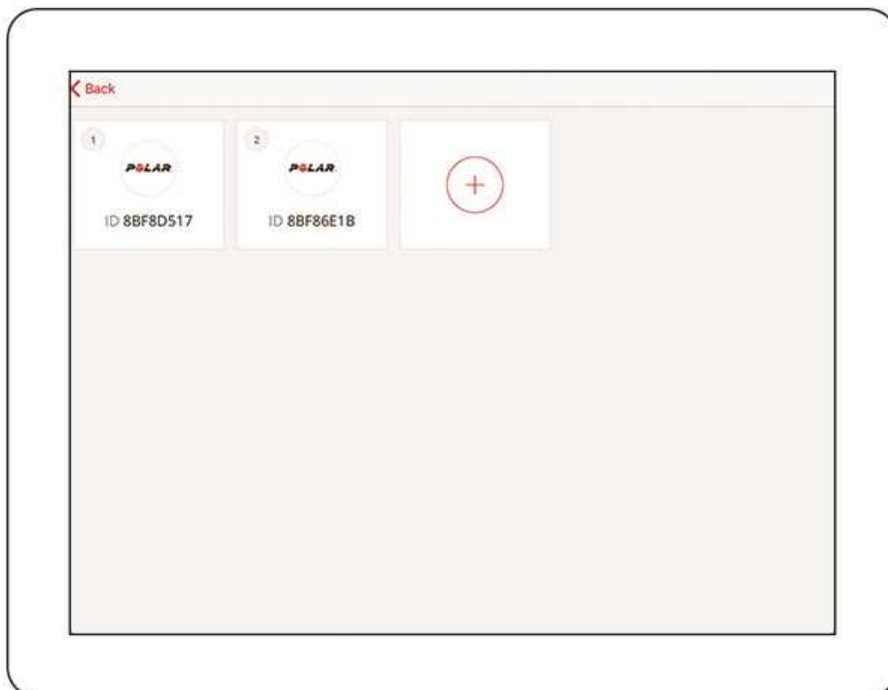 Back
1
POLAR
ID 8BF8D517
2
POLAR
ID 8BF86E1B